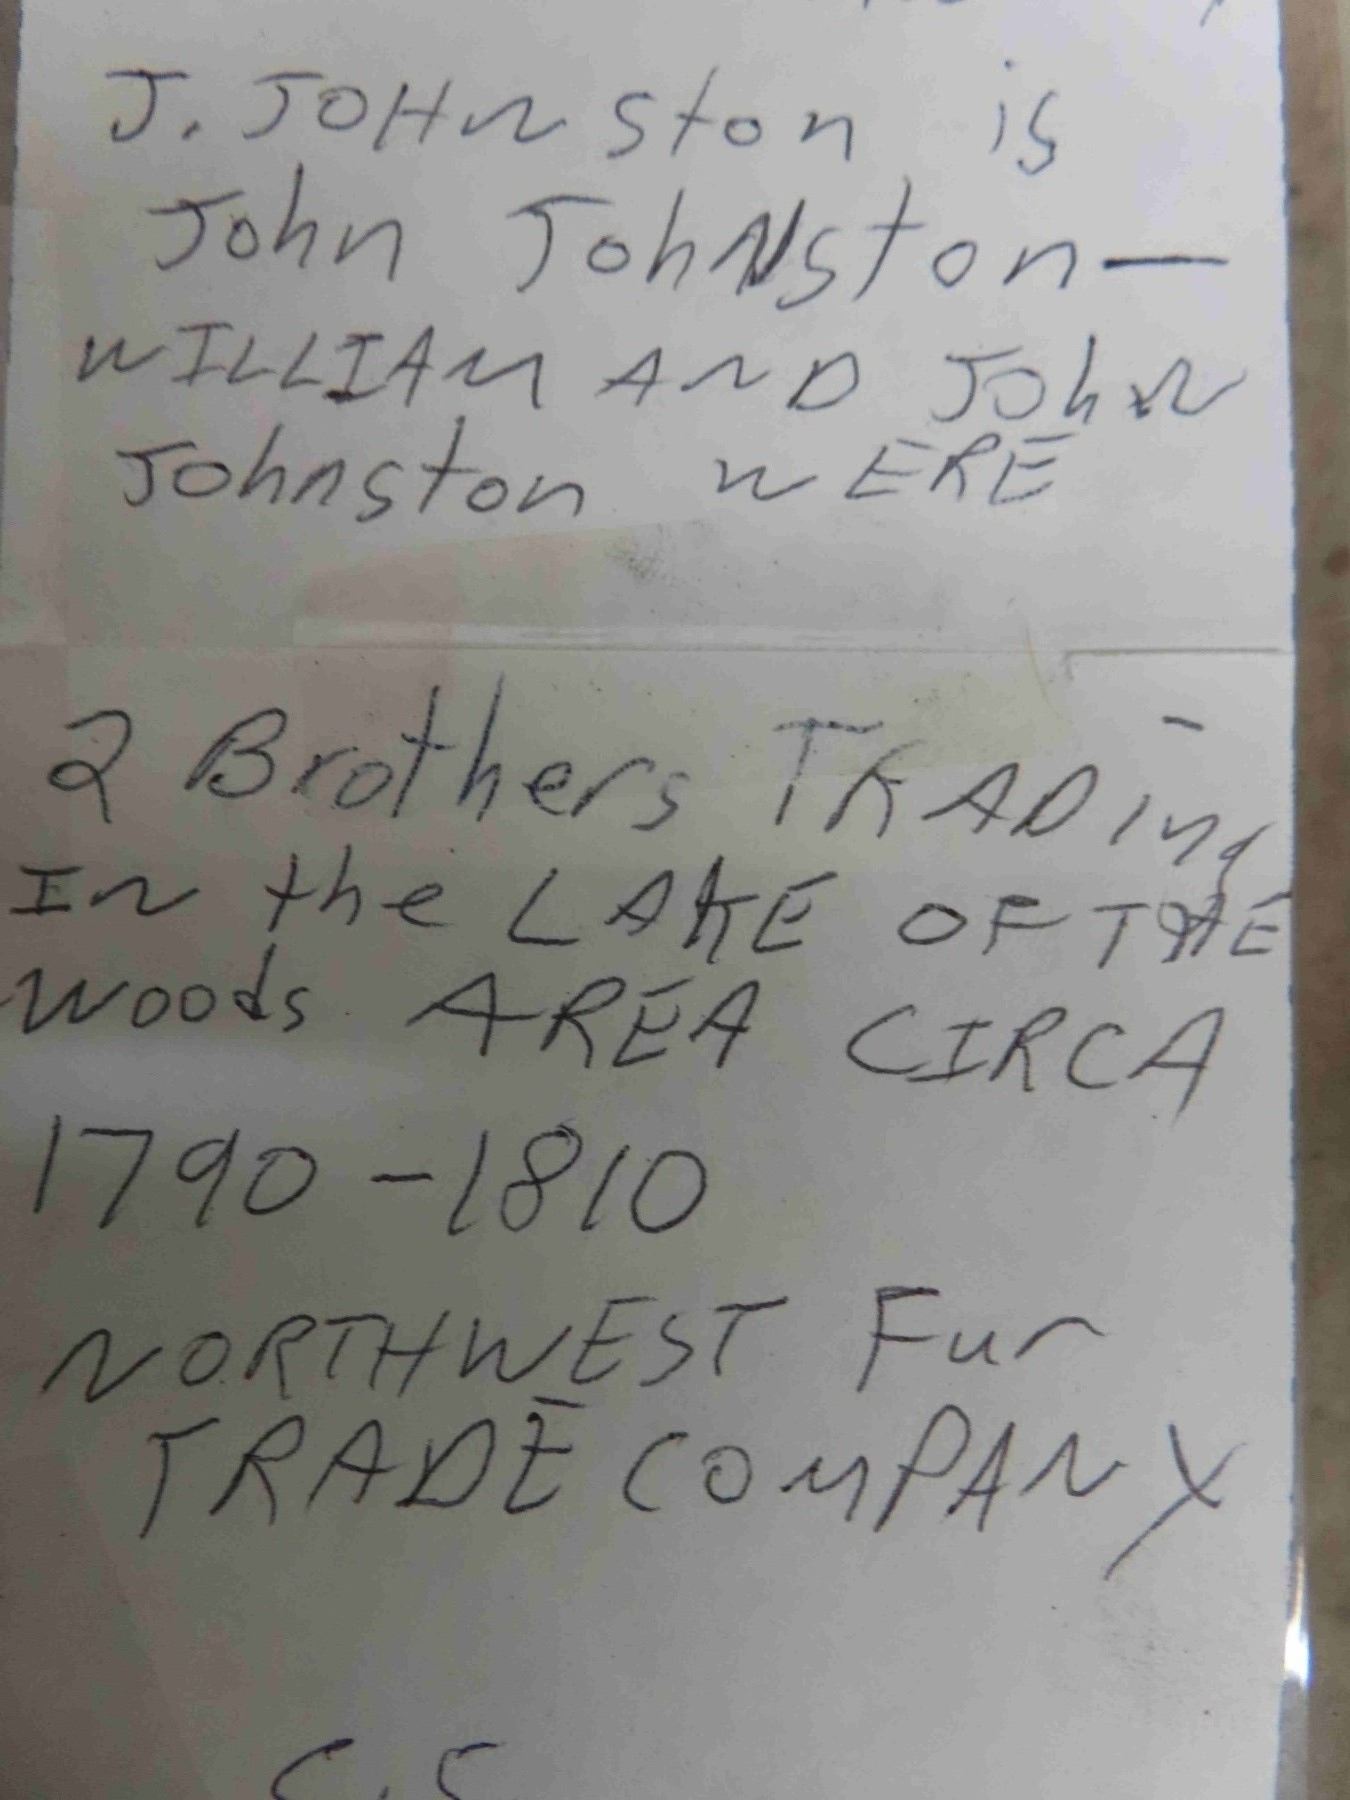 J. JOHNston is
John JohNston—
WILLIAM AND JOhN
Johnston WERE
2 Brothers TRADing
In the LAKE OF THE
Woods AREA CIRCA
1790-1810
NORTHWEST Fur
TRADE COMPANY